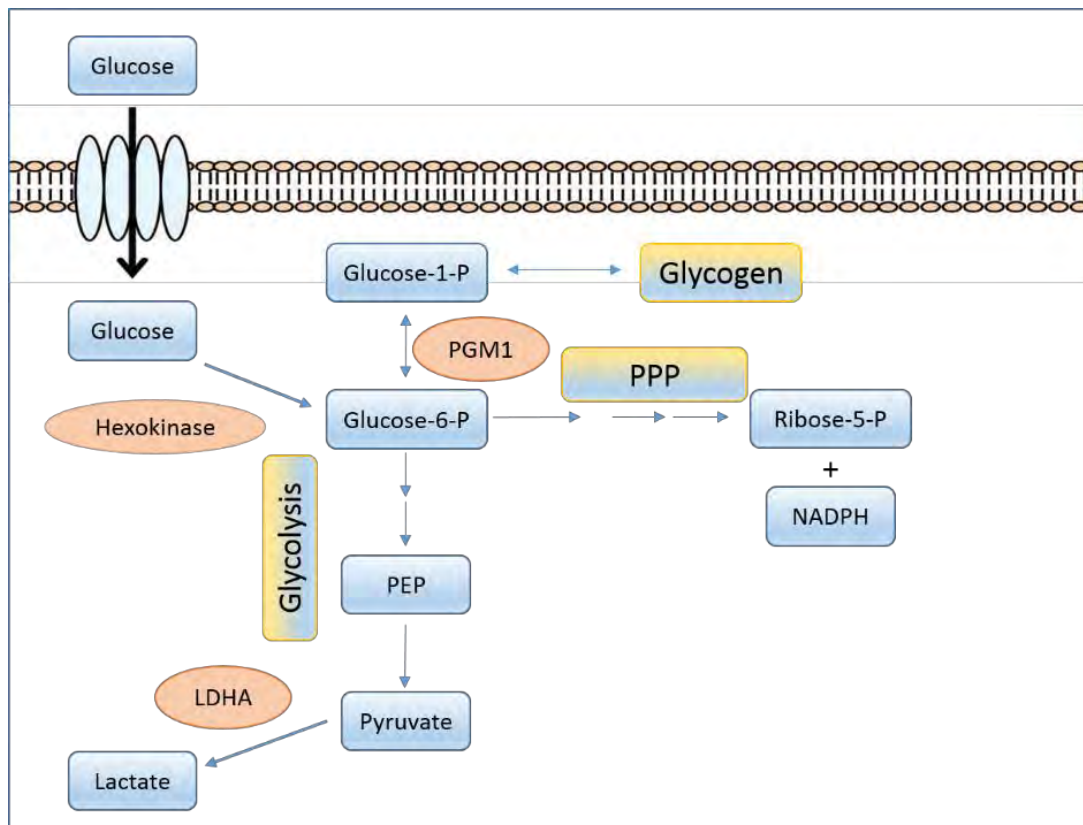 Glucose
Glucose-1-P
Glycogen
Glucose
PGM1
PPP
Hexokinase
Glucose-6-P
Ribose-5-P
+
NADPH
Glycolysis
PEP
LDHA
Pyruvate
Lactate